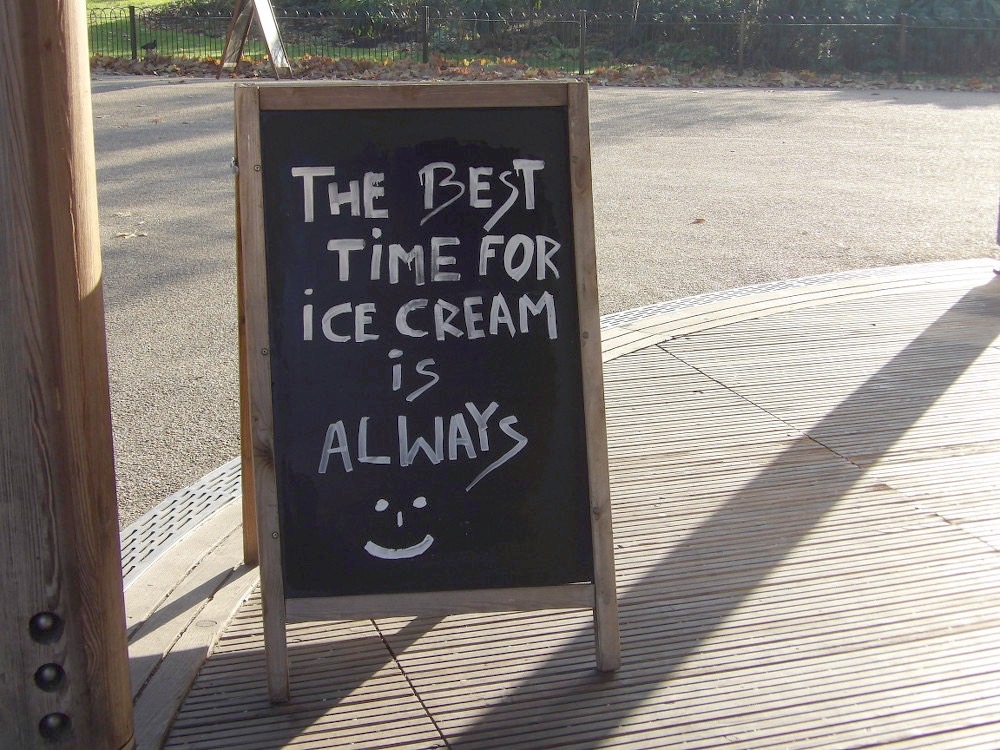 THE BEST
TiME FOR
iCE CREAM
iS
ALWAYS